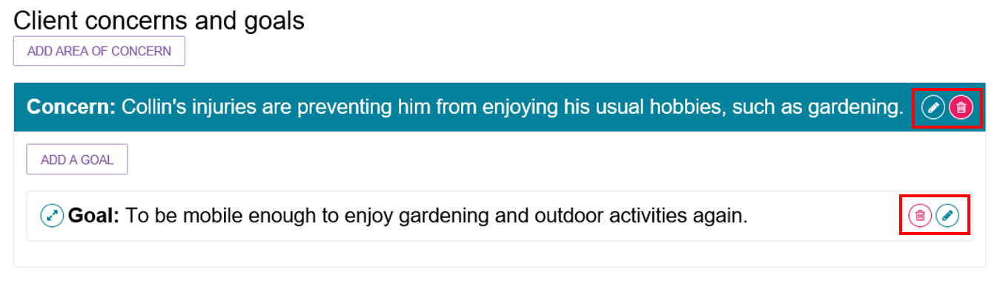 Client concerns and goals
ADD AREA OF CONCERN
Concern: Collin's injuries are preventing him from enjoying his usual hobbies, such as gardening.
ADD A GOAL
Goal: To be mobile enough to enjoy gardening and outdoor activities again.